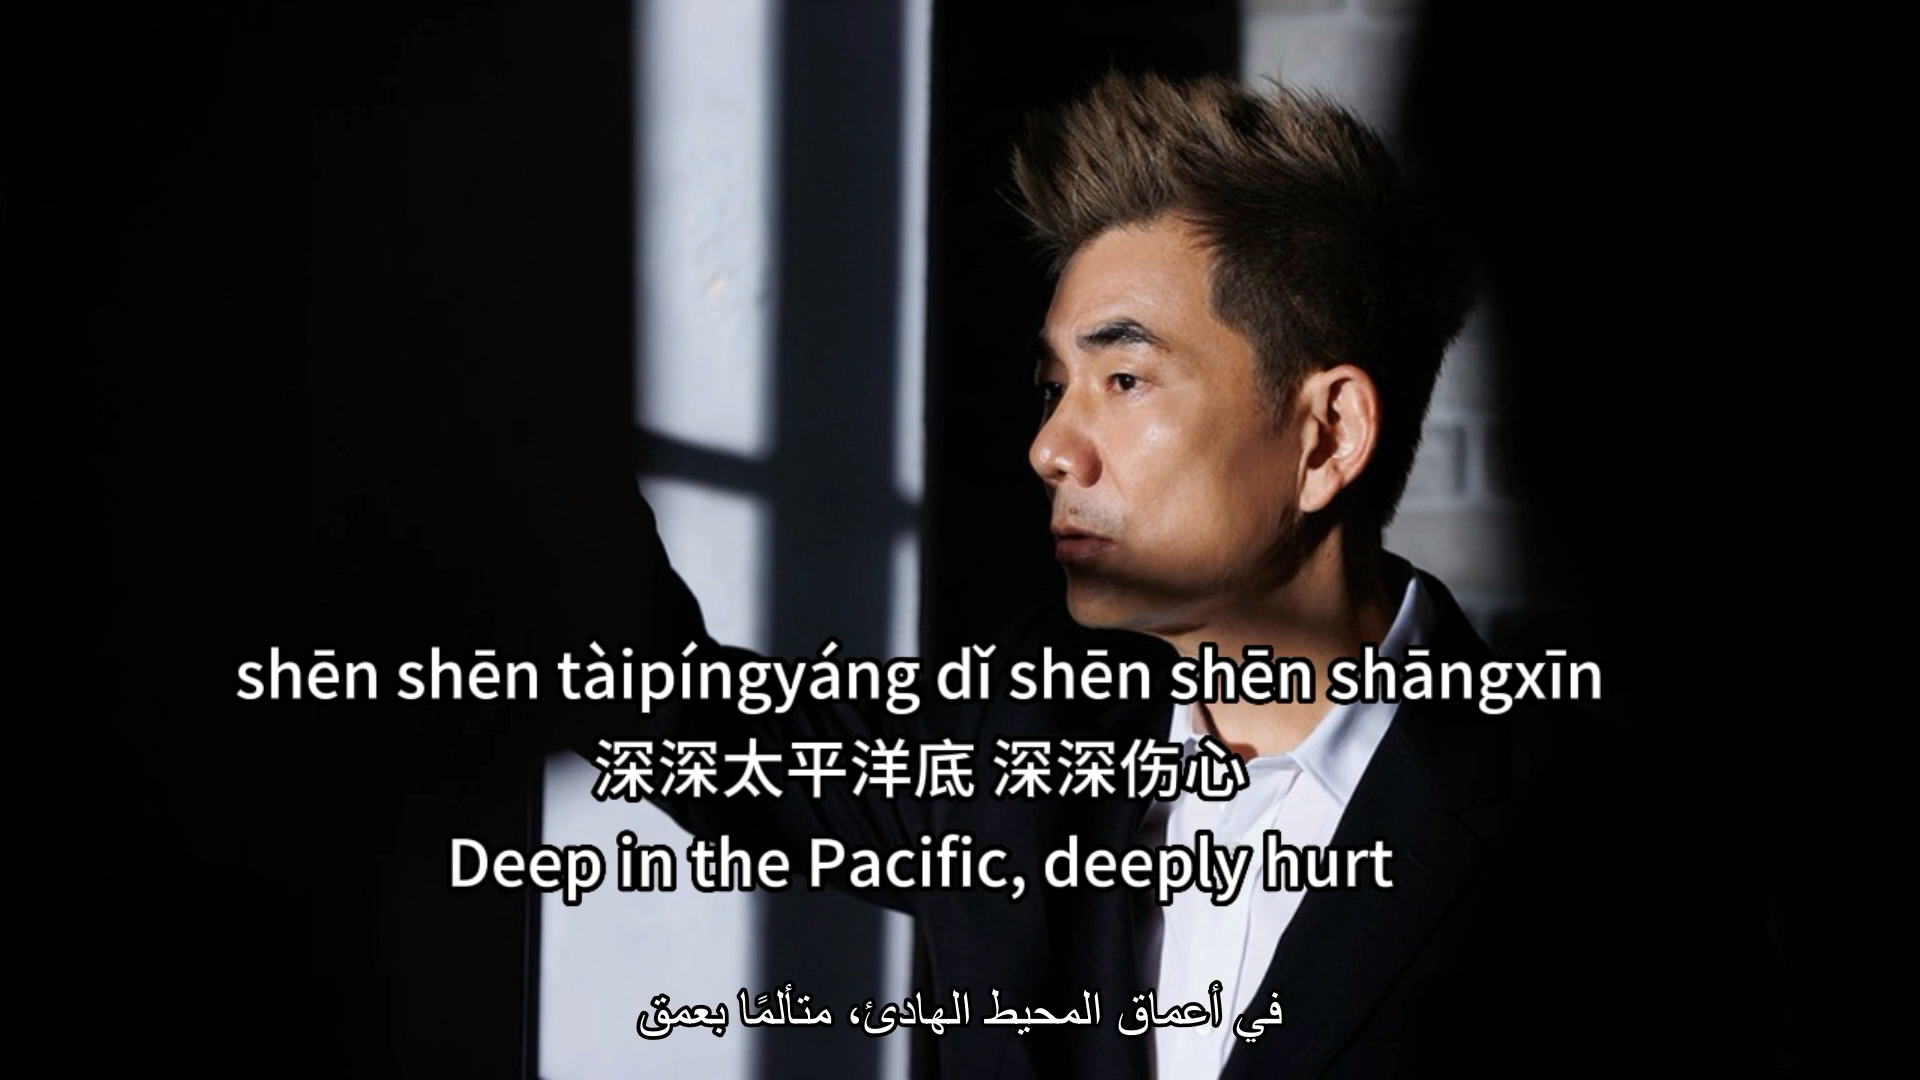 shēn shēn tàipíngyáng dǐ shēn shēn shāngxīn
深深太平洋底 深深伤心
Deep in the Pacific, deeply hurt
في أعماق المحيط الهادئ، متألمًا بعمق